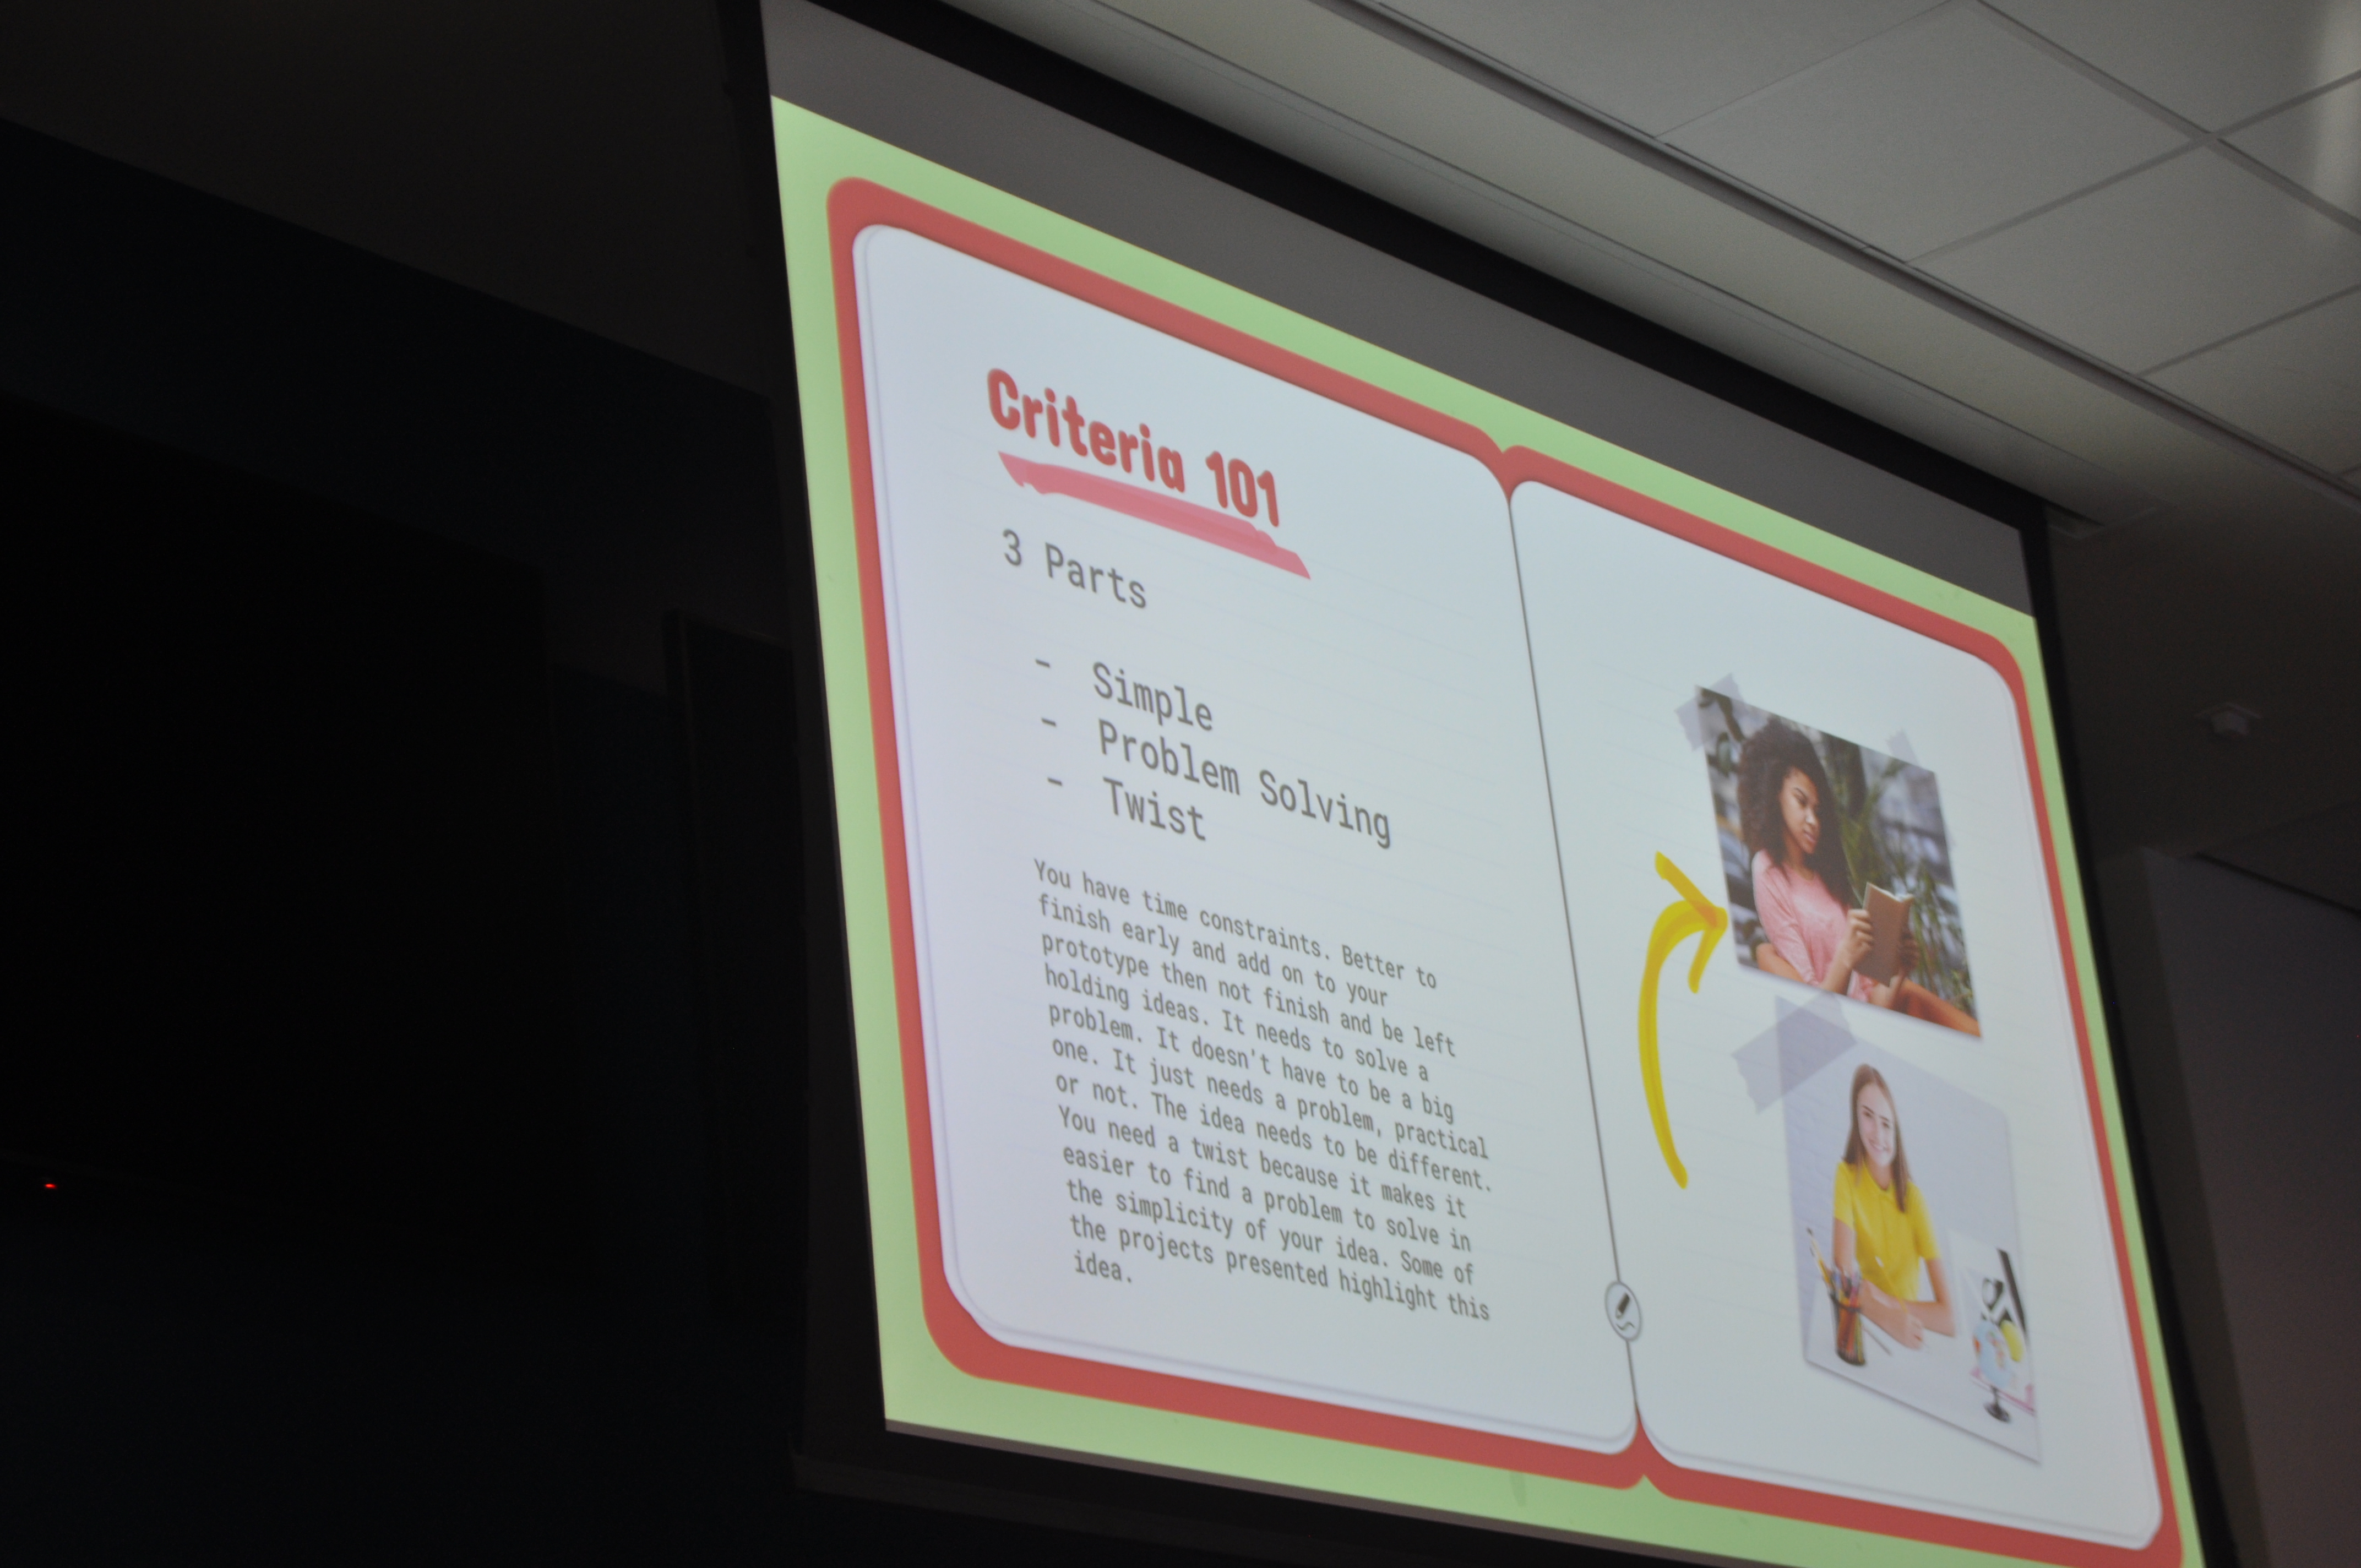 Criteria 101
3 Parts
- Simple
- Problem Solving
- Twist
You have time constraints. Better to
finish early and add on to your
prototype then not finish and be left
holding ideas. It needs to solve a
problem. It doesn't have to be a big
one. It just needs a problem, practical
or not. The idea needs to be different.
You need a twist because it makes it
easier to find a problem to solve in
the simplicity of your idea. Some of
the projects presented highlight this
idea.